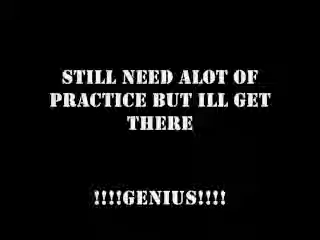 STILL NEED ALOT OF
PRACTICE BUT ILL GET
THERE
!!!!GENIUS!!!!